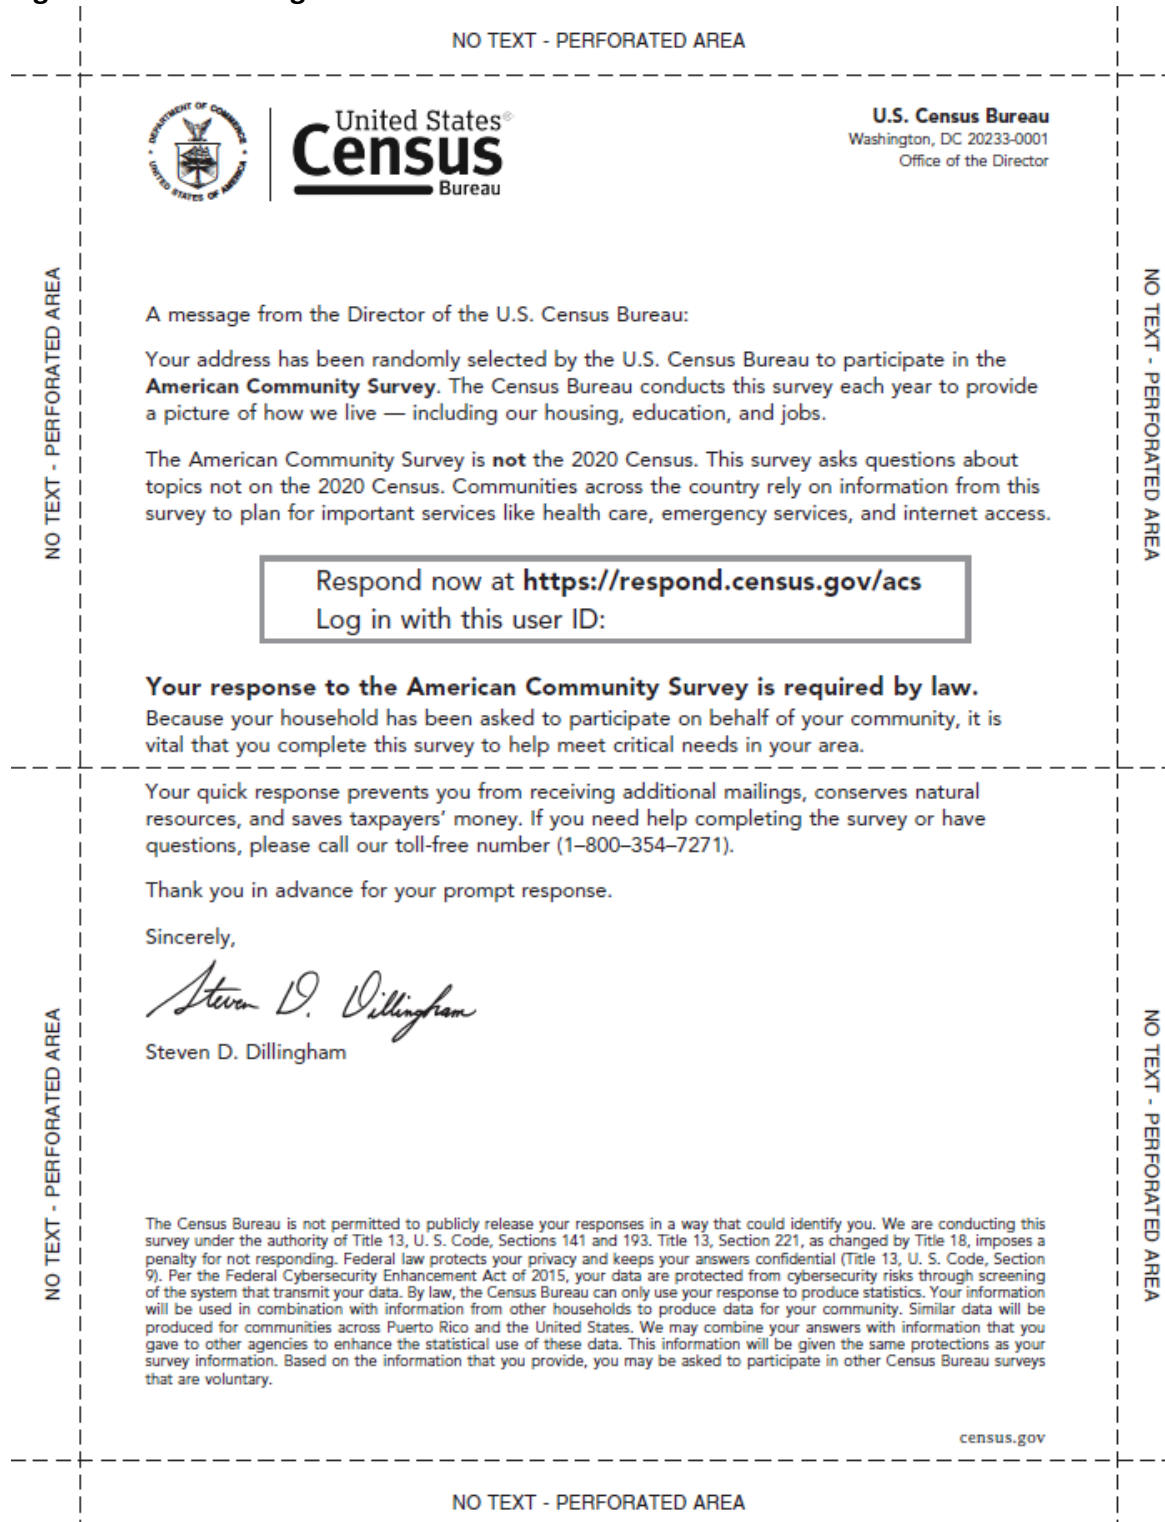 NO TEXT - PERFORATED AREA
DEPARTMENT OF COMMERCE
UNITED STATES OF AMERICA
United States®
Census
Bureau
U.S. Census Bureau
Washington, DC 20233-0001
Office of the Director
NO TEXT - PERFORATED AREA
NO TEXT - PERFORATED AREA
A message from the Director of the U.S. Census Bureau:
Your address has been randomly selected by the U.S. Census Bureau to participate in the
American Community Survey. The Census Bureau conducts this survey each year to provide
a picture of how we live — including our housing, education, and jobs.
The American Community Survey is not the 2020 Census. This survey asks questions about
topics not on the 2020 Census. Communities across the country rely on information from this
survey to plan for important services like health care, emergency services, and internet access.
Respond now at https://respond.census.gov/acs
Log in with this user ID:
Your response to the American Community Survey is required by law.
Because your household has been asked to participate on behalf of your community, it is
vital that you complete this survey to help meet critical needs in your area.
Your quick response prevents you from receiving additional mailings, conserves natural
resources, and saves taxpayers’ money. If you need help completing the survey or have
questions, please call our toll-free number (1–800–354–7271).
Thank you in advance for your prompt response.
Sincerely,
Steven D. Dillingham
Steven D. Dillingham
NO TEXT - PERFORATED AREA
NO TEXT - PERFORATED AREA
The Census Bureau is not permitted to publicly release your responses in a way that could identify you. We are conducting this
survey under the authority of Title 13, U. S. Code, Sections 141 and 193. Title 13, Section 221, as changed by Title 18, imposes a
penalty for not responding. Federal law protects your privacy and keeps your answers confidential (Title 13, U. S. Code, Section
9). Per the Federal Cybersecurity Enhancement Act of 2015, your data are protected from cybersecurity risks through screening
of the system that transmit your data. By law, the Census Bureau can only use your response to produce statistics. Your information
will be used in combination with information from other households to produce data for your community. Similar data will be
produced for communities across Puerto Rico and the United States. We may combine your answers with information that you
gave to other agencies to enhance the statistical use of these data. This information will be given the same protections as your
survey information. Based on the information that you provide, you may be asked to participate in other Census Bureau surveys
that are voluntary.
census.gov
NO TEXT - PERFORATED AREA